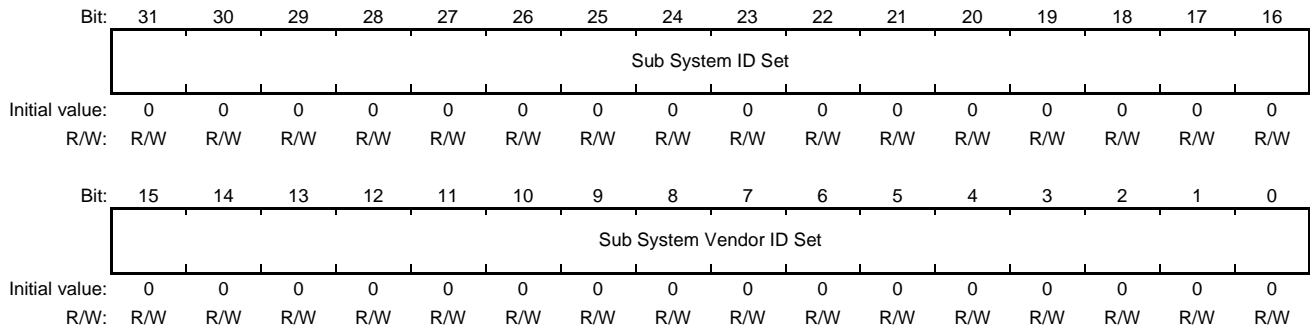 Bit: 31 30 29 28 27 26 25 24 23 22 21 20 19 18 17 16
Sub System ID Set
Initial value: 0 0 0 0 0 0 0 0 0 0 0 0 0 0 0 0
R/W: R/W R/W R/W R/W R/W R/W R/W R/W R/W R/W R/W R/W R/W R/W R/W R/W
Bit: 15 14 13 12 11 10 9 8 7 6 5 4 3 2 1 0
Sub System Vendor ID Set
Initial value: 0 0 0 0 0 0 0 0 0 0 0 0 0 0 0 0
R/W: R/W R/W R/W R/W R/W R/W R/W R/W R/W R/W R/W R/W R/W R/W R/W R/W